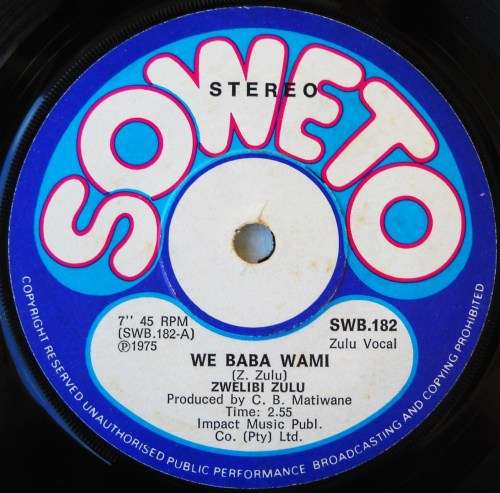 SOWETO
STEREO
7'' 45 RPM
(SWB.182-A)
Ⓟ1975
SWB.182
Zulu Vocal
WE BABA WAMI
(Z. Zulu)
ZWELIBI ZULU
Produced by C. B. Matiwane
Time: 2.55
Impact Music Publ.
Co. (Pty) Ltd.
COPYRIGHT RESERVED UNAUTHORISED PUBLIC PERFORMANCE BROADCASTING AND COPYING PROHIBITED